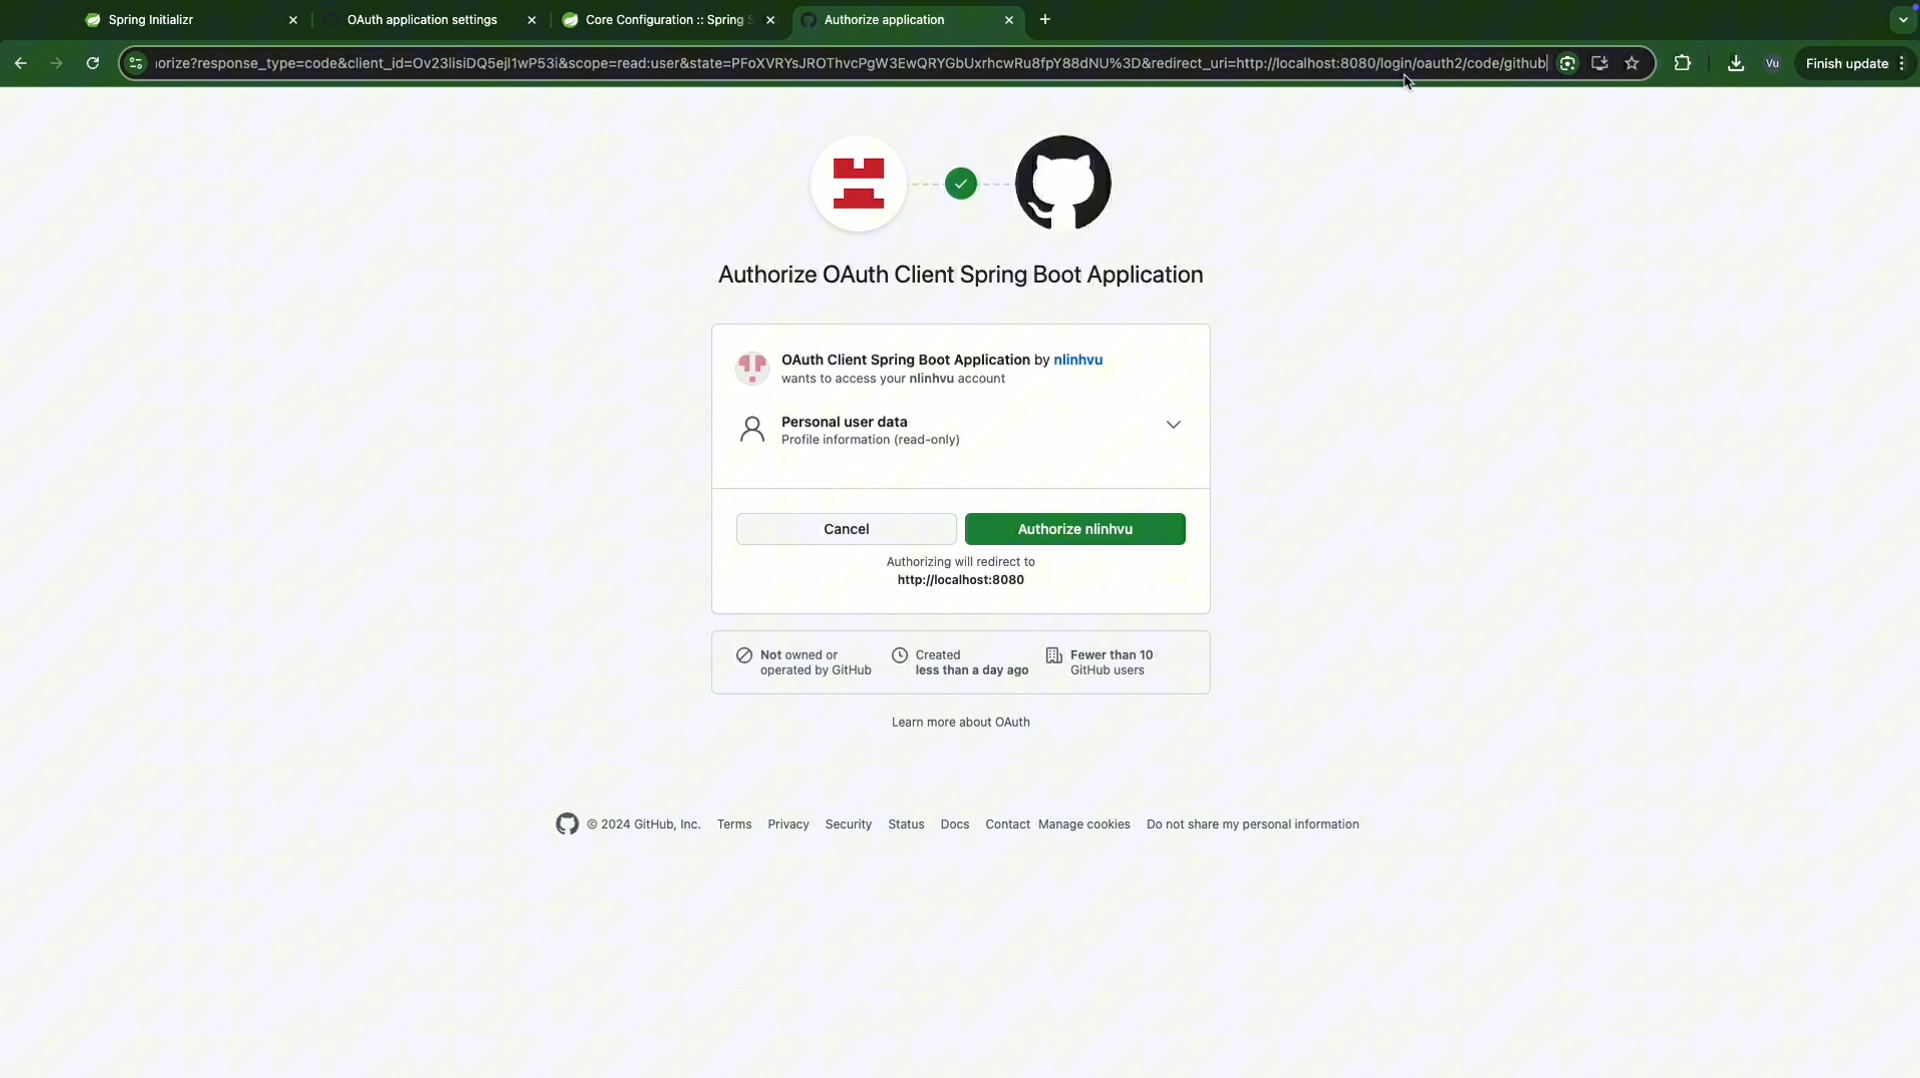 Spring Initializr
OAuth application settings
Core Configuration :: Spring S
Authorize application
orize?response_type=code&client_id=Ov23lisiDQ5ejl1wP53i&scope=read:user&state=PFoXVRYsJROThvcPgW3EwQRYGbUxrhcwRu8fpY88dNU%3D&redirect_uri=http://localhost:8080/login/oauth2/code/github
Vu
Finish update
Authorize OAuth Client Spring Boot Application
OAuth Client Spring Boot Application by nlinhvu
wants to access your nlinhvu account
Personal user data
Profile information (read-only)
Cancel
Authorize nlinhvu
Authorizing will redirect to
http://localhost:8080
Not owned or
operated by GitHub
Created
less than a day ago
Fewer than 10
GitHub users
Learn more about OAuth
© 2024 GitHub, Inc. Terms Privacy Security Status Docs Contact Manage cookies Do not share my personal information